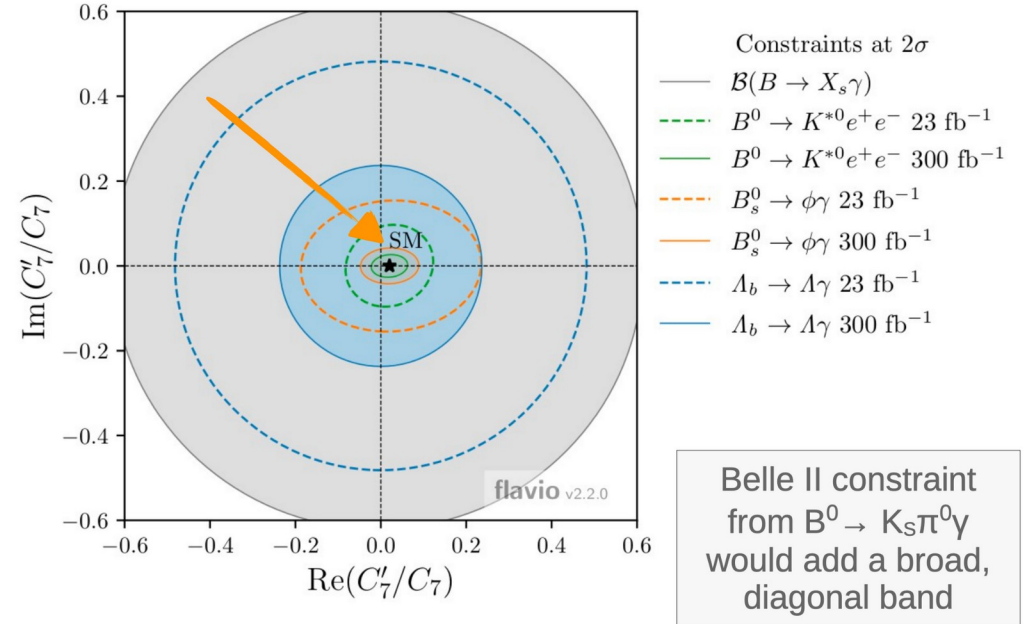 0.6
0.4
0.2
0.0
−0.2
−0.4
−0.6
Im(C′₇/C₇)
SM
flavio v2.2.0
−0.6 −0.4 −0.2 0.0 0.2 0.4 0.6
Re(C′₇/C₇)
Constraints at 2σ
ℬ(B → Xₛγ)
B⁰ → K*⁰e⁺e⁻ 23 fb⁻¹
B⁰ → K*⁰e⁺e⁻ 300 fb⁻¹
B⁰ₛ → ϕγ 23 fb⁻¹
B⁰ₛ → ϕγ 300 fb⁻¹
Λ_b → Λγ 23 fb⁻¹
Λ_b → Λγ 300 fb⁻¹
Belle II constraint
from B⁰→ K_Sπ⁰γ
would add a broad,
diagonal band